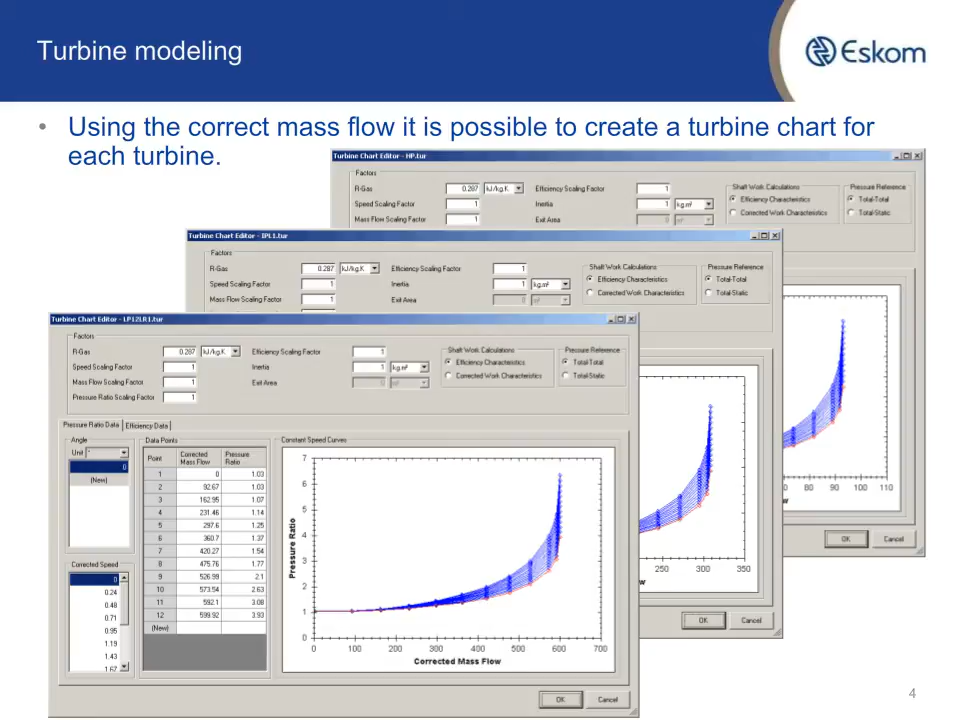 Turbine modeling
Eskom
• Using the correct mass flow it is possible to create a turbine chart for
each turbine.
Turbine Chart Editor - HP.tur
Factors
R-Gas 0.287 kJ/kg.K Efficiency Scaling Factor 1
Speed Scaling Factor 1 Inertia 1 kg.m²
Mass Flow Scaling Factor 1 Exit Area 0 m²
Shaft Work Calculations
Efficiency Characteristics
Corrected Work Characteristics
Pressure Reference
Total-Total
Total-Static
80 90 100 110
OK Cancel
Turbine Chart Editor - IPL1.tur
Factors
R-Gas 0.287 kJ/kg.K Efficiency Scaling Factor 1
Speed Scaling Factor 1 Inertia 1 kg.m²
Mass Flow Scaling Factor 1 Exit Area 0 m²
Shaft Work Calculations
Efficiency Characteristics
Corrected Work Characteristics
Pressure Reference
Total-Total
Total-Static
250 300 350
OK Cancel
Turbine Chart Editor - LP12LR1.tur
Factors
R-Gas 0.287 kJ/kg.K Efficiency Scaling Factor 1
Speed Scaling Factor 1 Inertia 1 kg.m²
Mass Flow Scaling Factor 1 Exit Area 0 m²
Pressure Ratio Scaling Factor 1
Shaft Work Calculations
Efficiency Characteristics
Corrected Work Characteristics
Pressure Reference
Total-Total
Total-Static
Pressure Ratio Data Efficiency Data
Angle
Unit °
0
(New)
Corrected Speed
0
0.24
0.48
0.71
0.95
1.19
1.43
1.67
Data Points
Point Corrected Mass Flow Pressure Ratio
1 0 1.03
2 92.67 1.03
3 162.95 1.07
4 231.46 1.14
5 297.6 1.25
6 360.7 1.37
7 420.27 1.54
8 475.76 1.77
9 526.99 2.1
10 573.54 2.63
11 592.1 3.08
12 599.92 3.93
(New)
Constant Speed Curves
Pressure Ratio
7
6
5
4
3
2
1
0
0 100 200 300 400 500 600 700
Corrected Mass Flow
OK Cancel
4